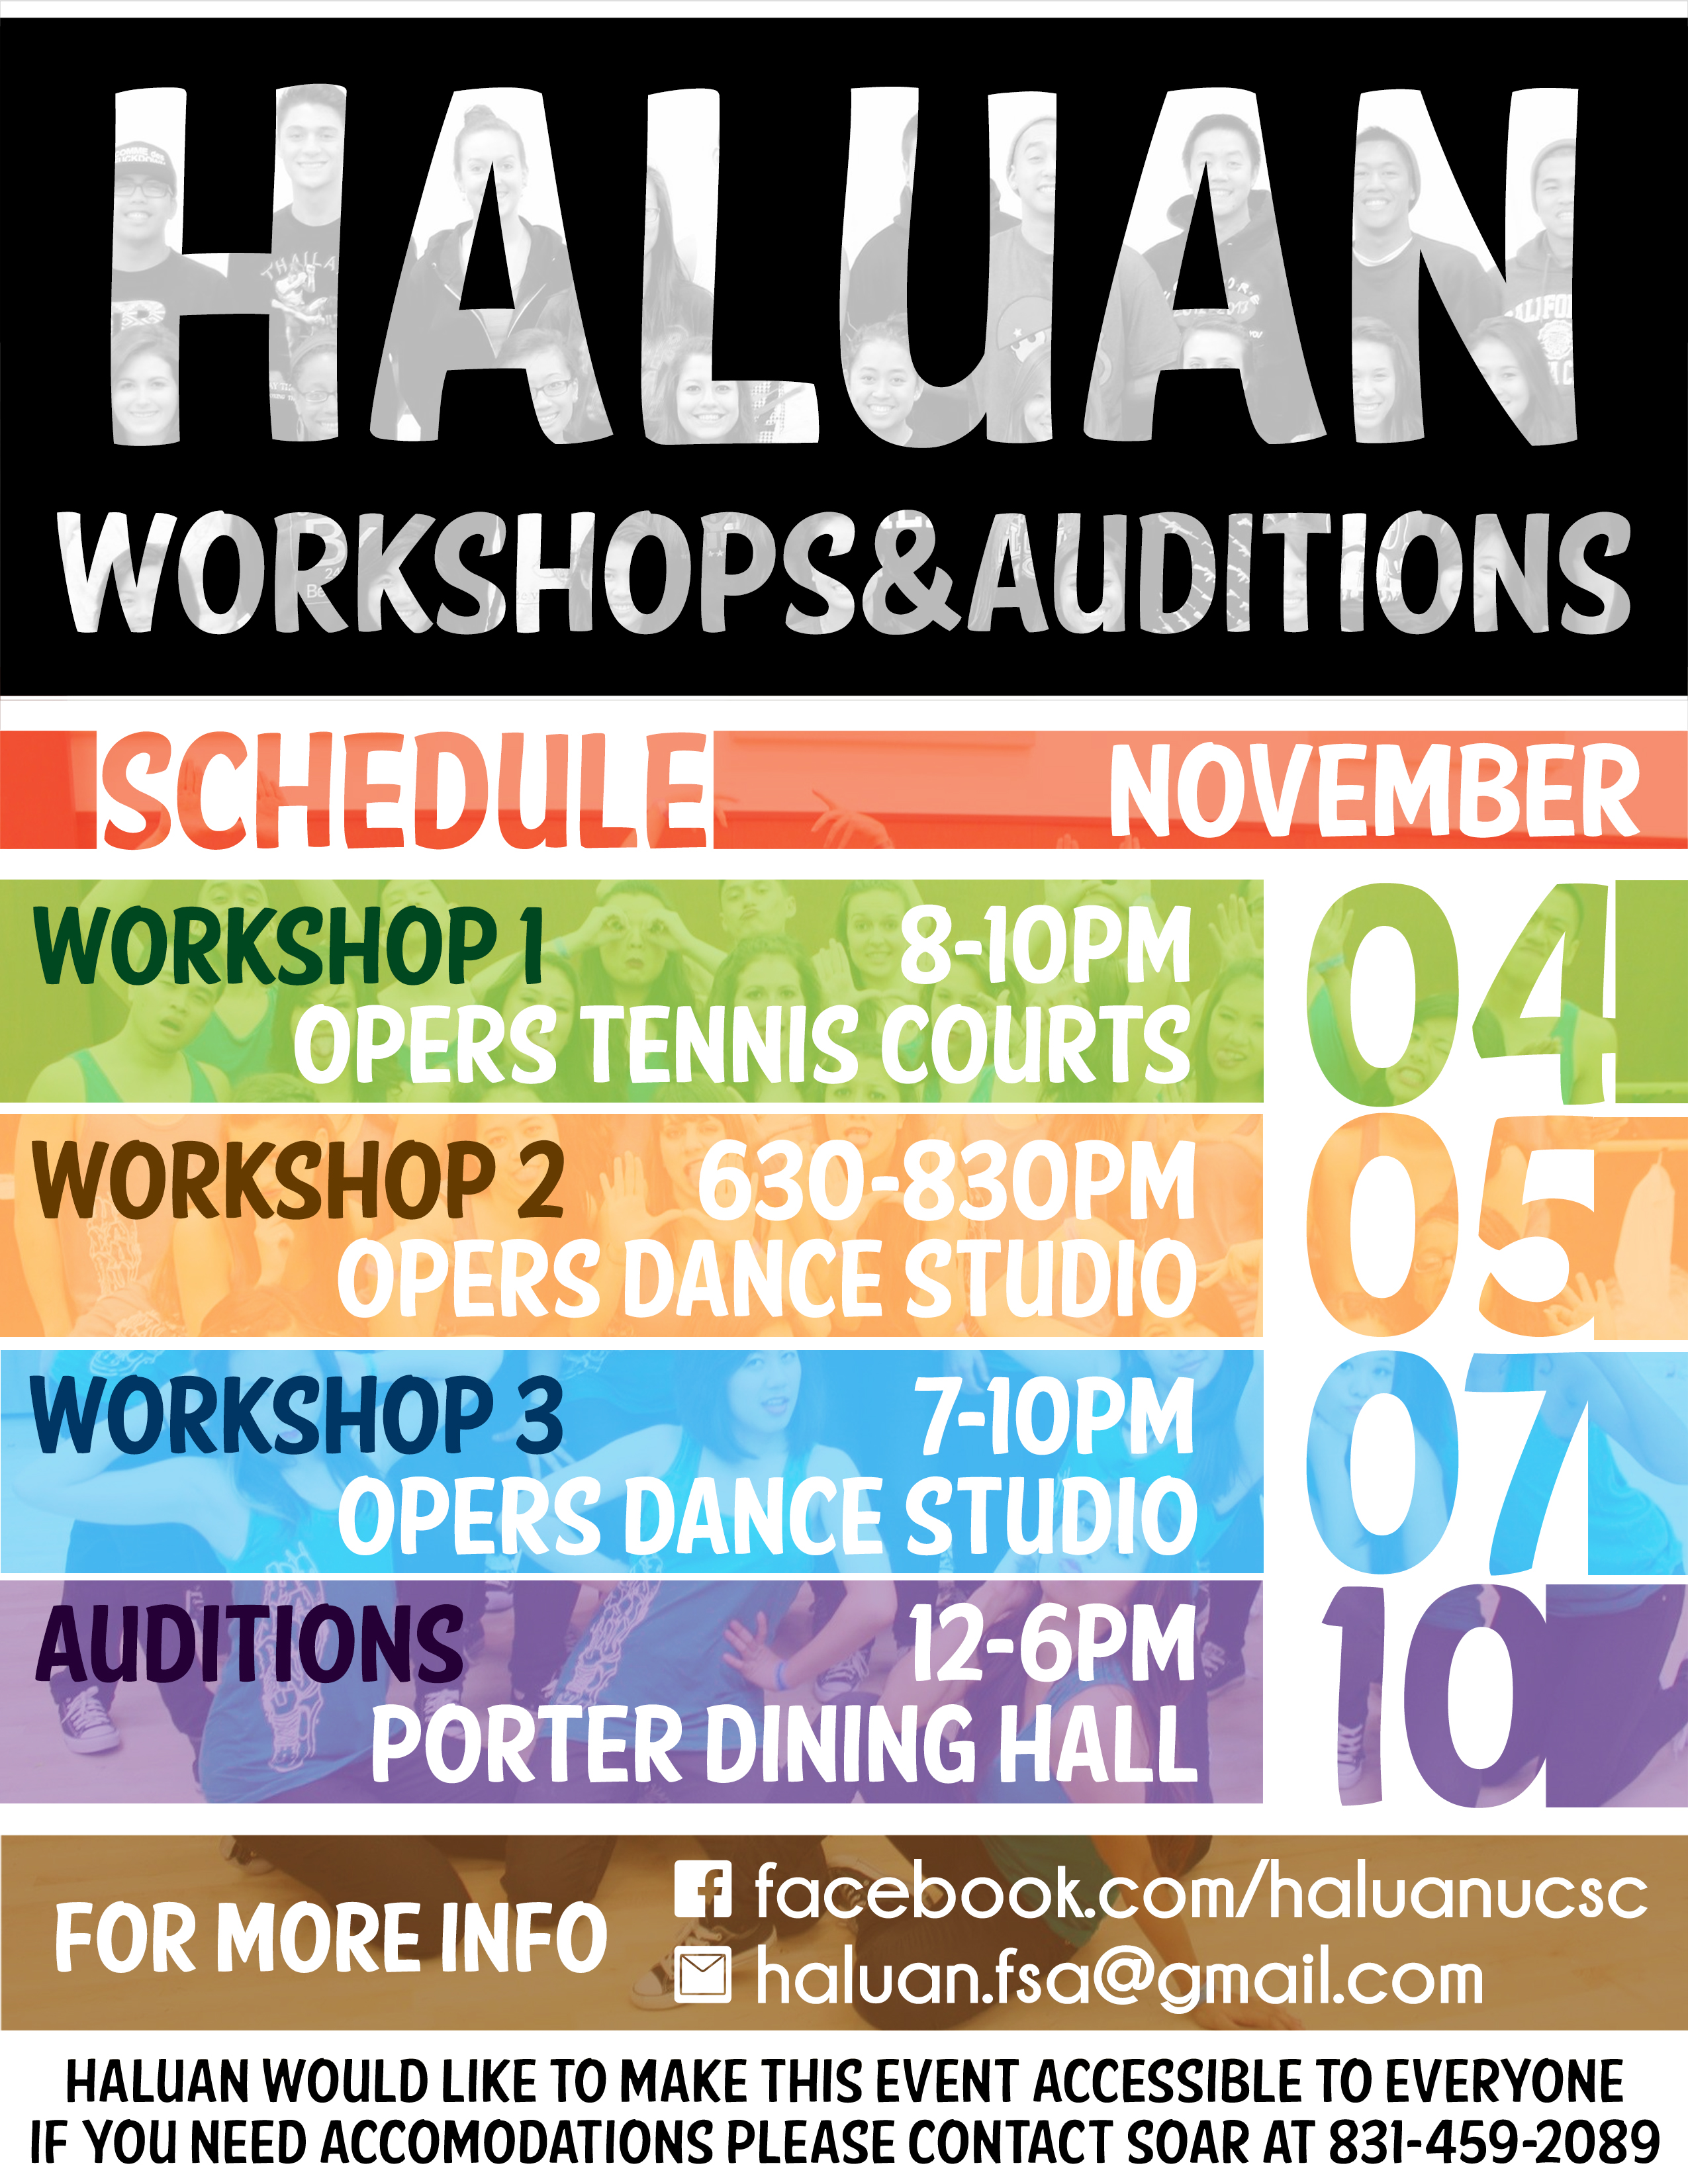 HALUAN
WORKSHOPS&AUDITIONS
SCHEDULE NOVEMBER
WORKSHOP 1 8-10PM 04
OPERS TENNIS COURTS
WORKSHOP 2 630-830PM 05
OPERS DANCE STUDIO
WORKSHOP 3 7-10PM 07
OPERS DANCE STUDIO
AUDITIONS 12-6PM 10
PORTER DINING HALL
FOR MORE INFO
facebook.com/haluanucsc
haluan.fsa@gmail.com
HALUAN WOULD LIKE TO MAKE THIS EVENT ACCESSIBLE TO EVERYONE
IF YOU NEED ACCOMODATIONS PLEASE CONTACT SOAR AT 831-459-2089